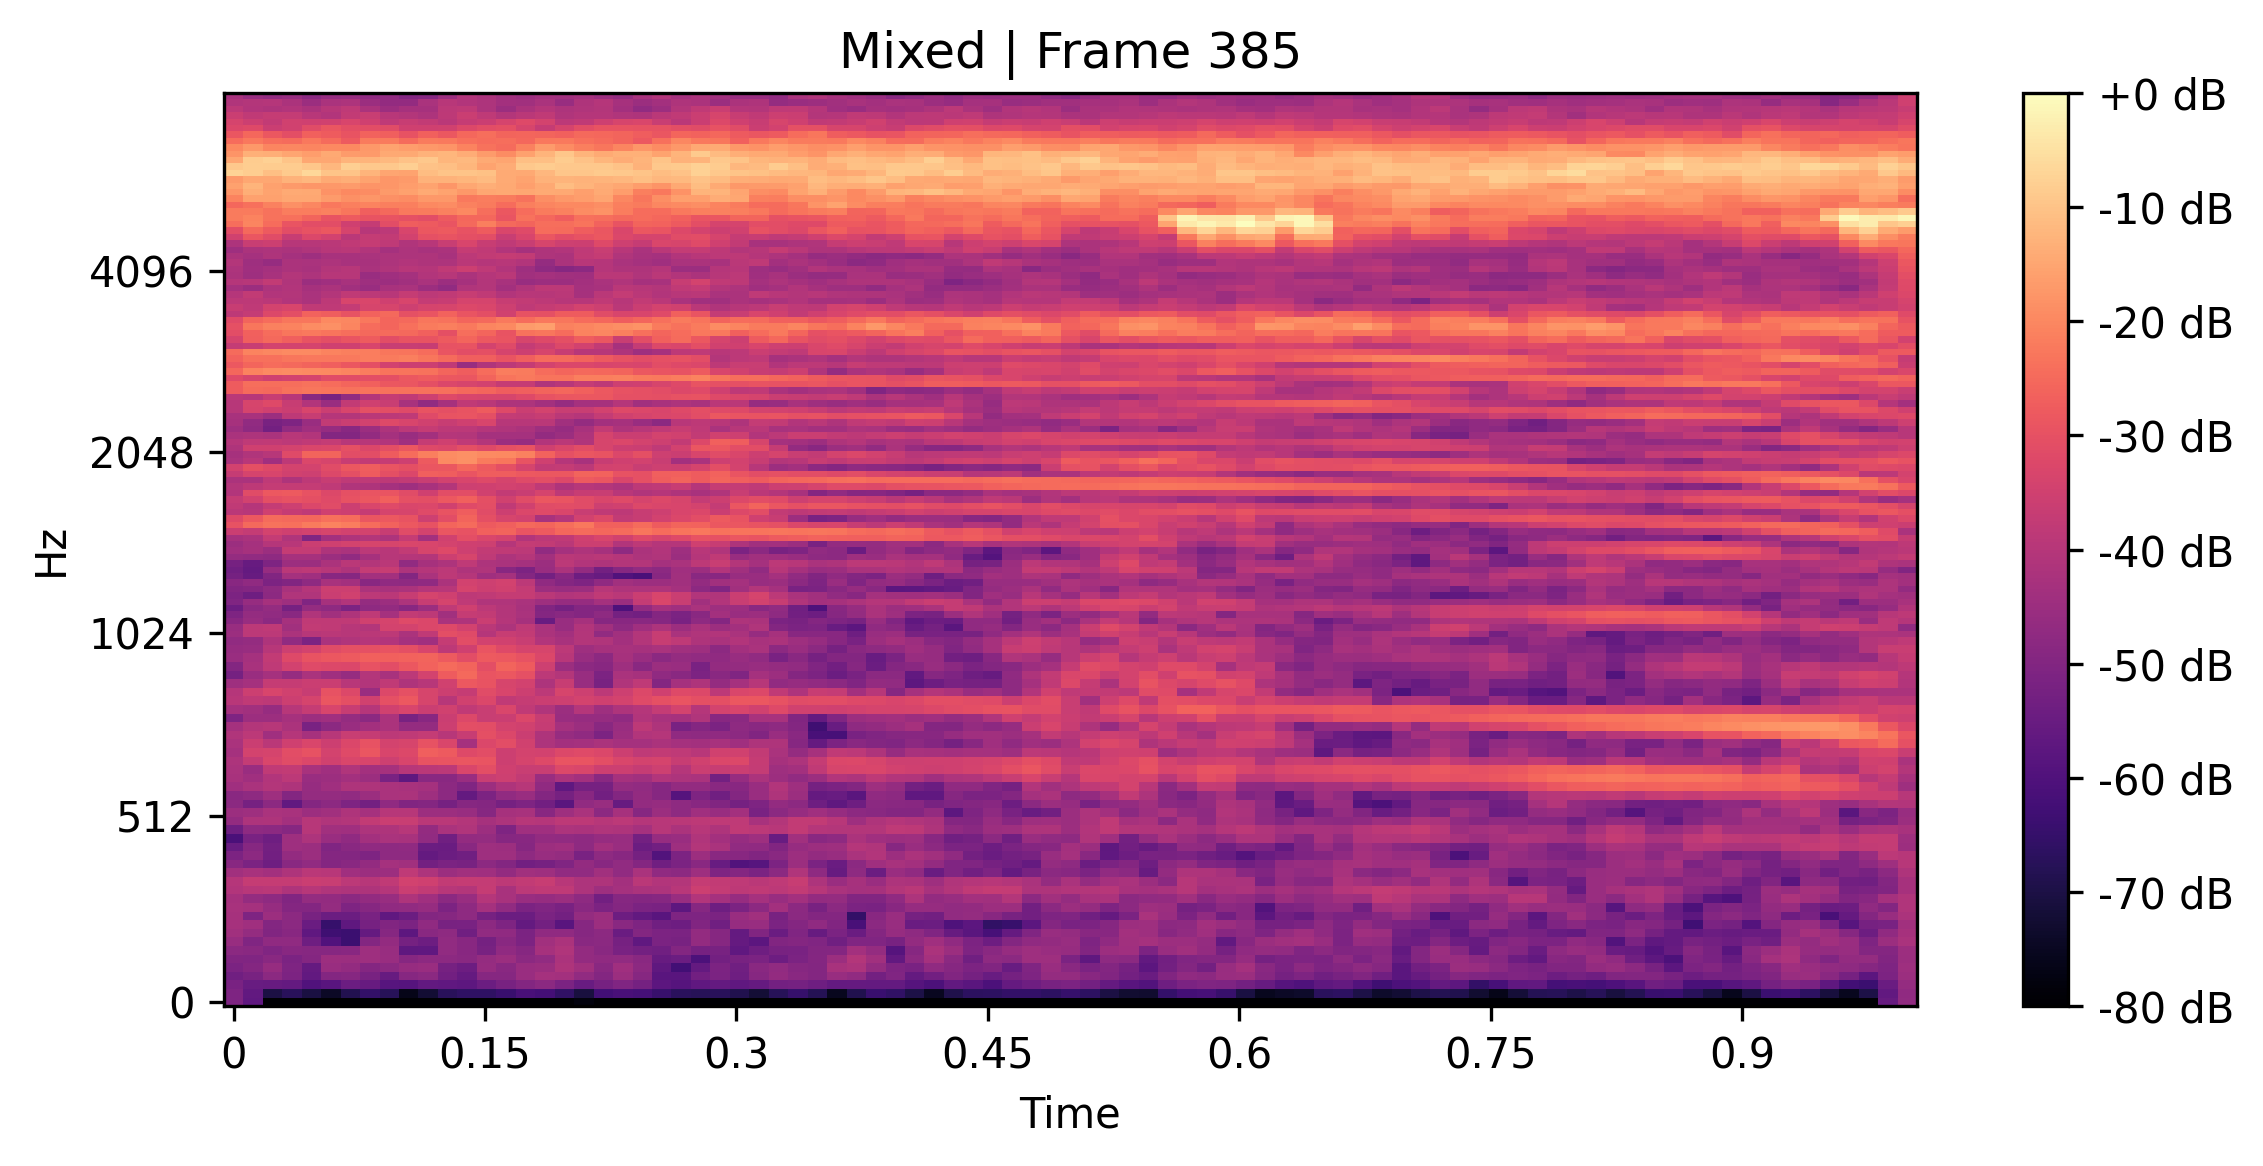 Mixed | Frame 385
+0 dB
-10 dB
-20 dB
-30 dB
-40 dB
-50 dB
-60 dB
-70 dB
-80 dB
4096
2048
1024
512
0
Hz
0 0.15 0.3 0.45 0.6 0.75 0.9
Time